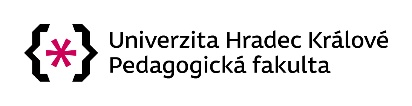 Univerzita Hradec Králové
Pedagogická fakulta